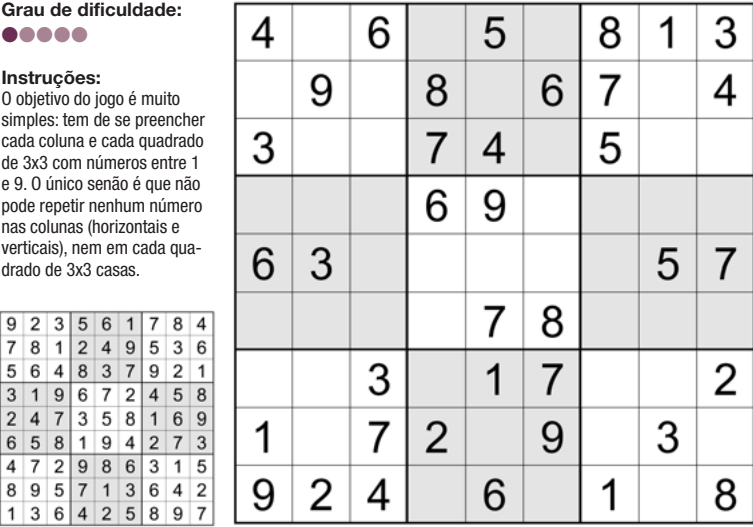 Grau de dificuldade:
Instruções:
O objetivo do jogo é muito
simples: tem de se preencher
cada coluna e cada quadrado
de 3x3 com números entre 1
e 9. O único senão é que não
pode repetir nenhum número
nas colunas (horizontais e
verticais), nem em cada qua-
drado de 3x3 casas.
9 2 3 5 6 1 7 8 4
7 8 1 2 4 9 5 3 6
5 6 4 8 3 7 9 2 1
3 1 9 6 7 2 4 5 8
2 4 7 3 5 8 1 6 9
6 5 8 1 9 4 2 7 3
4 7 2 9 8 6 3 1 5
8 9 5 7 1 3 6 4 2
1 3 6 4 2 5 8 9 7
4 6 5 8 1 3
9 8 6 7 4
3 7 4 5
6 9
6 3 5 7
7 8
3 1 7 2
1 7 2 9 3
9 2 4 6 1 8